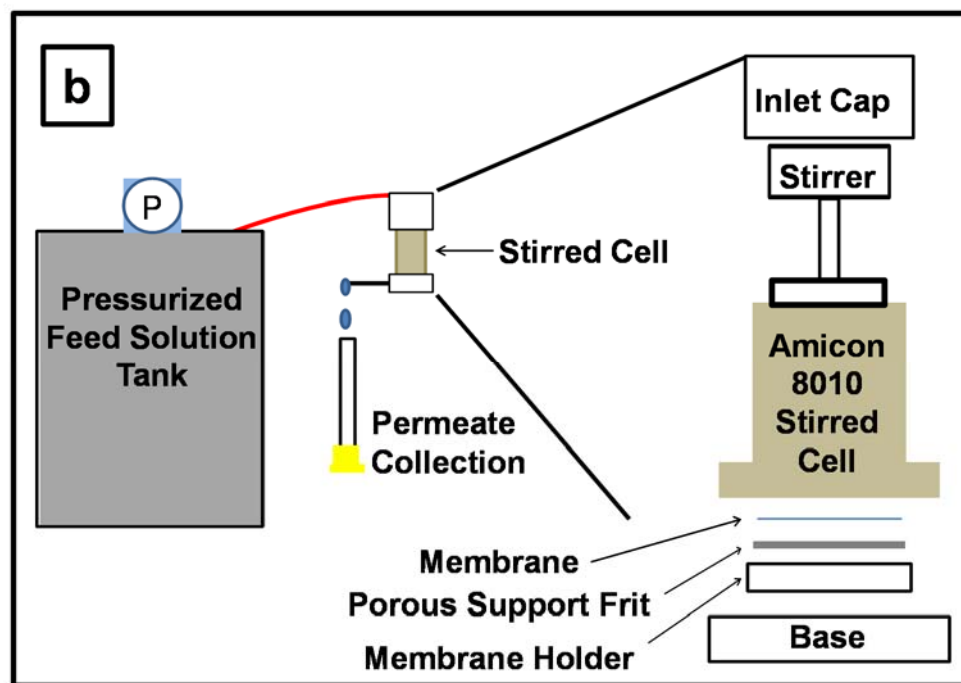 b
P
Pressurized
Feed Solution
Tank
Stirred Cell
Permeate
Collection
Inlet Cap
Stirrer
Amicon
8010
Stirred
Cell
Membrane
Porous Support Frit
Membrane Holder
Base